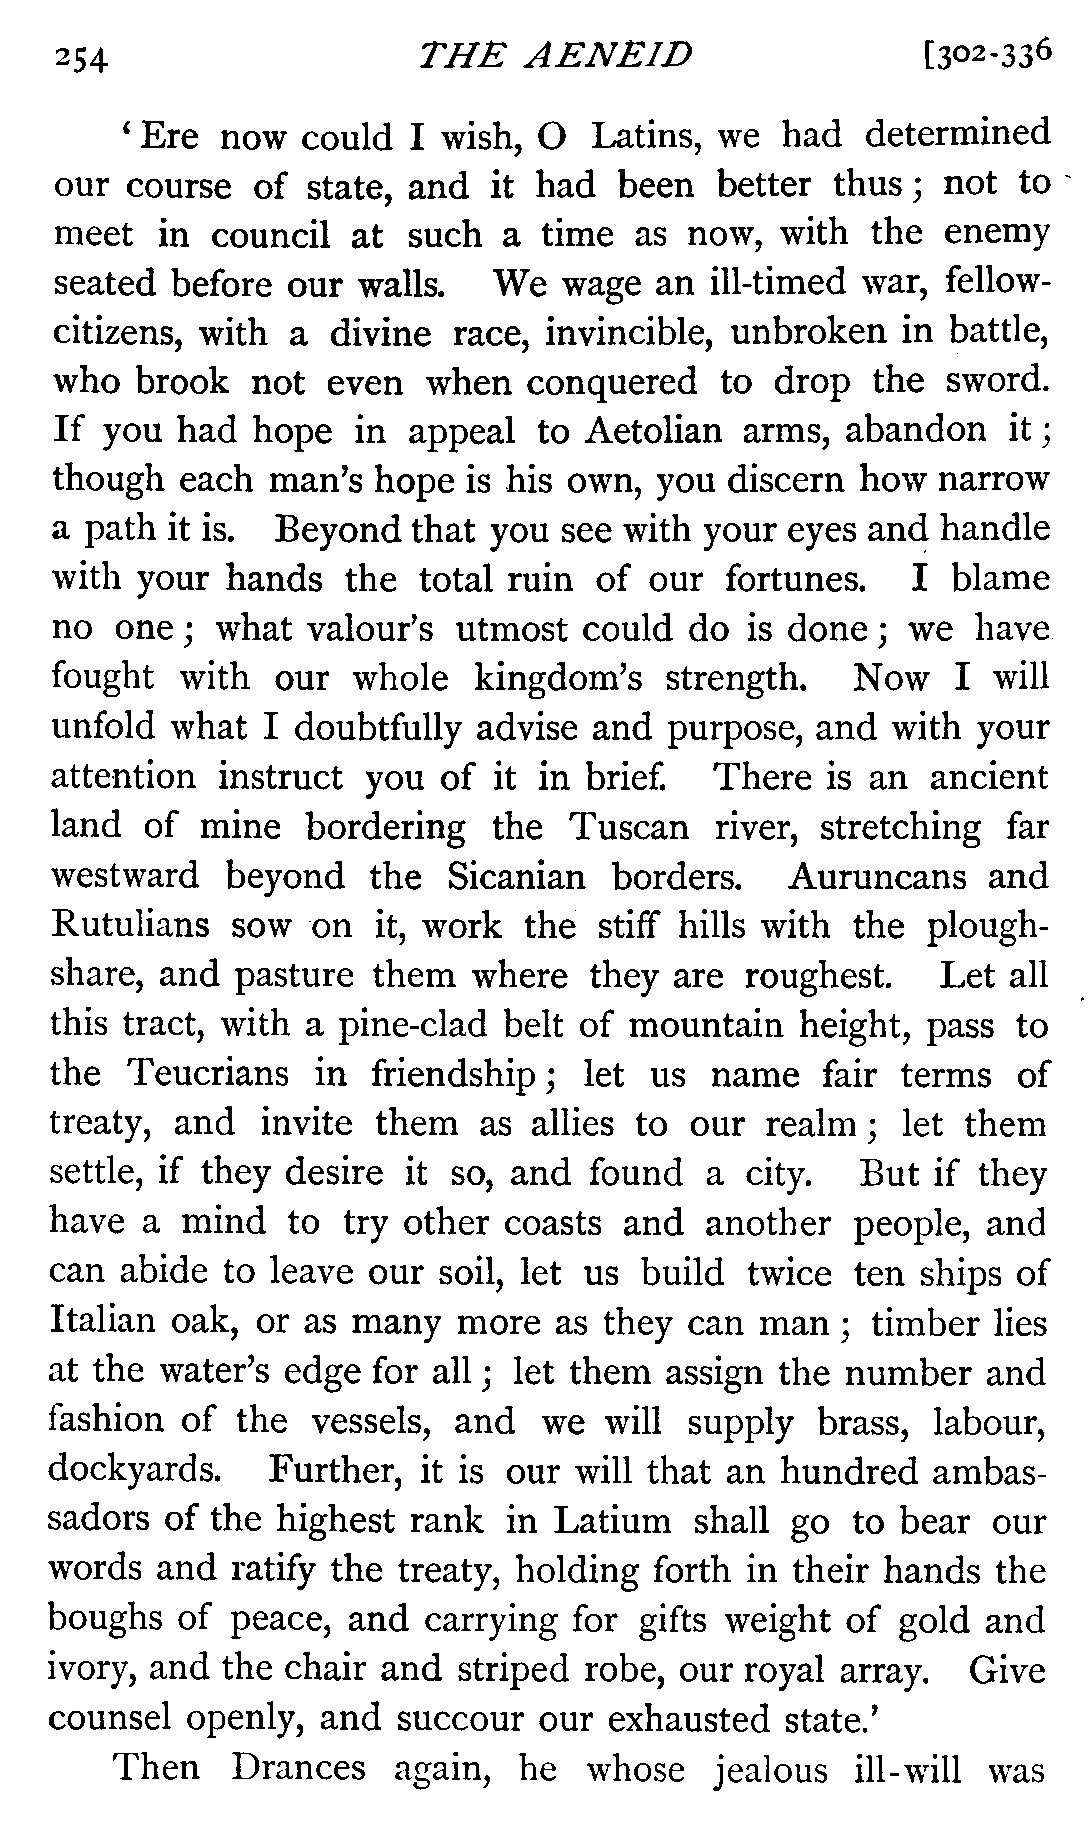 254 THE AENEID [302-336
‘Ere now could I wish, O Latins, we had determined
our course of state, and it had been better thus; not to
meet in council at such a time as now, with the enemy
seated before our walls. We wage an ill-timed war, fellow-
citizens, with a divine race, invincible, unbroken in battle,
who brook not even when conquered to drop the sword.
If you had hope in appeal to Aetolian arms, abandon it;
though each man's hope is his own, you discern how narrow
a path it is. Beyond that you see with your eyes and handle
with your hands the total ruin of our fortunes. I blame
no one; what valour's utmost could do is done; we have
fought with our whole kingdom's strength. Now I will
unfold what I doubtfully advise and purpose, and with your
attention instruct you of it in brief. There is an ancient
land of mine bordering the Tuscan river, stretching far
westward beyond the Sicanian borders. Auruncans and
Rutulians sow on it, work the stiff hills with the plough-
share, and pasture them where they are roughest. Let all
this tract, with a pine-clad belt of mountain height, pass to
the Teucrians in friendship; let us name fair terms of
treaty, and invite them as allies to our realm; let them
settle, if they desire it so, and found a city. But if they
have a mind to try other coasts and another people, and
can abide to leave our soil, let us build twice ten ships of
Italian oak, or as many more as they can man; timber lies
at the water's edge for all; let them assign the number and
fashion of the vessels, and we will supply brass, labour,
dockyards. Further, it is our will that an hundred ambas-
sadors of the highest rank in Latium shall go to bear our
words and ratify the treaty, holding forth in their hands the
boughs of peace, and carrying for gifts weight of gold and
ivory, and the chair and striped robe, our royal array. Give
counsel openly, and succour our exhausted state.’
Then Drances again, he whose jealous ill-will was